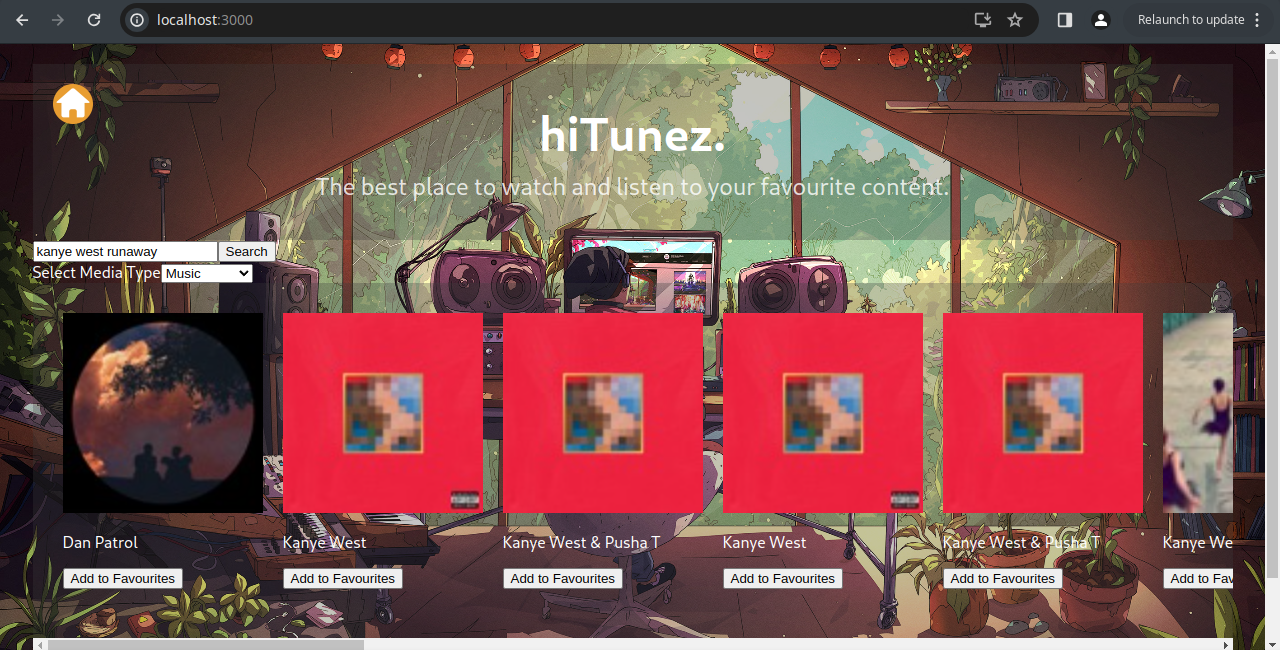 localhost:3000
Relaunch to update
hiTunez.
The best place to watch and listen to your favourite content.
kanye west runaway Search
Select Media Type Music
Dan Patrol Kanye West Kanye West & Pusha T Kanye West Kanye West & Pusha T Kanye We
Add to Favourites Add to Favourites Add to Favourites Add to Favourites Add to Favourites Add to Fav